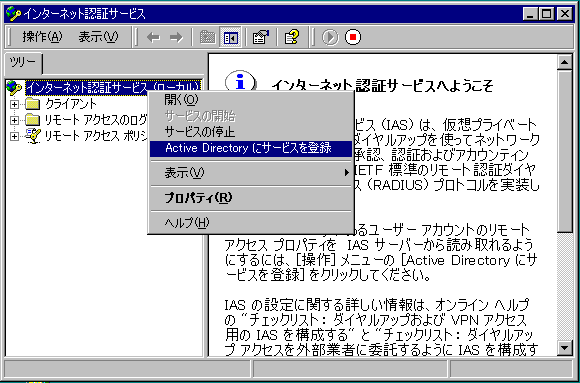 インターネット認証サービス
操作(A) 表示(V)
ツリー
インターネット認証サービス (ローカル)
クライアント
リモート アクセスのログ
リモート アクセス ポリシ
開く(O)
サービスの開始
サービスの停止
Active Directory にサービスを登録
表示(V)
プロパティ(R)
ヘルプ(H)
インターネット認証サービスへようこそ
ビス (IAS) は、仮想プライベート
ダイヤルアップを使ってネットワーク
承認、認証およびアカウンティン
IETF 標準のリモート認証ダイヤ
ス (RADIUS) プロトコルを実装し
るユーザー アカウントのリモート
アクセス プロパティを IAS サーバーから読み取れるよう
にするには、[操作] メニューの [Active Directory にサ
ービスを登録] をクリックしてください。
IAS の設定に関する詳しい情報は、オンライン ヘルプ
の "チェックリスト: ダイヤルアップおよび VPN アクセス
用の IAS を構成する" と "チェックリスト: ダイヤルアッ
プ アクセスを外部業者に委託するように IAS を構成す